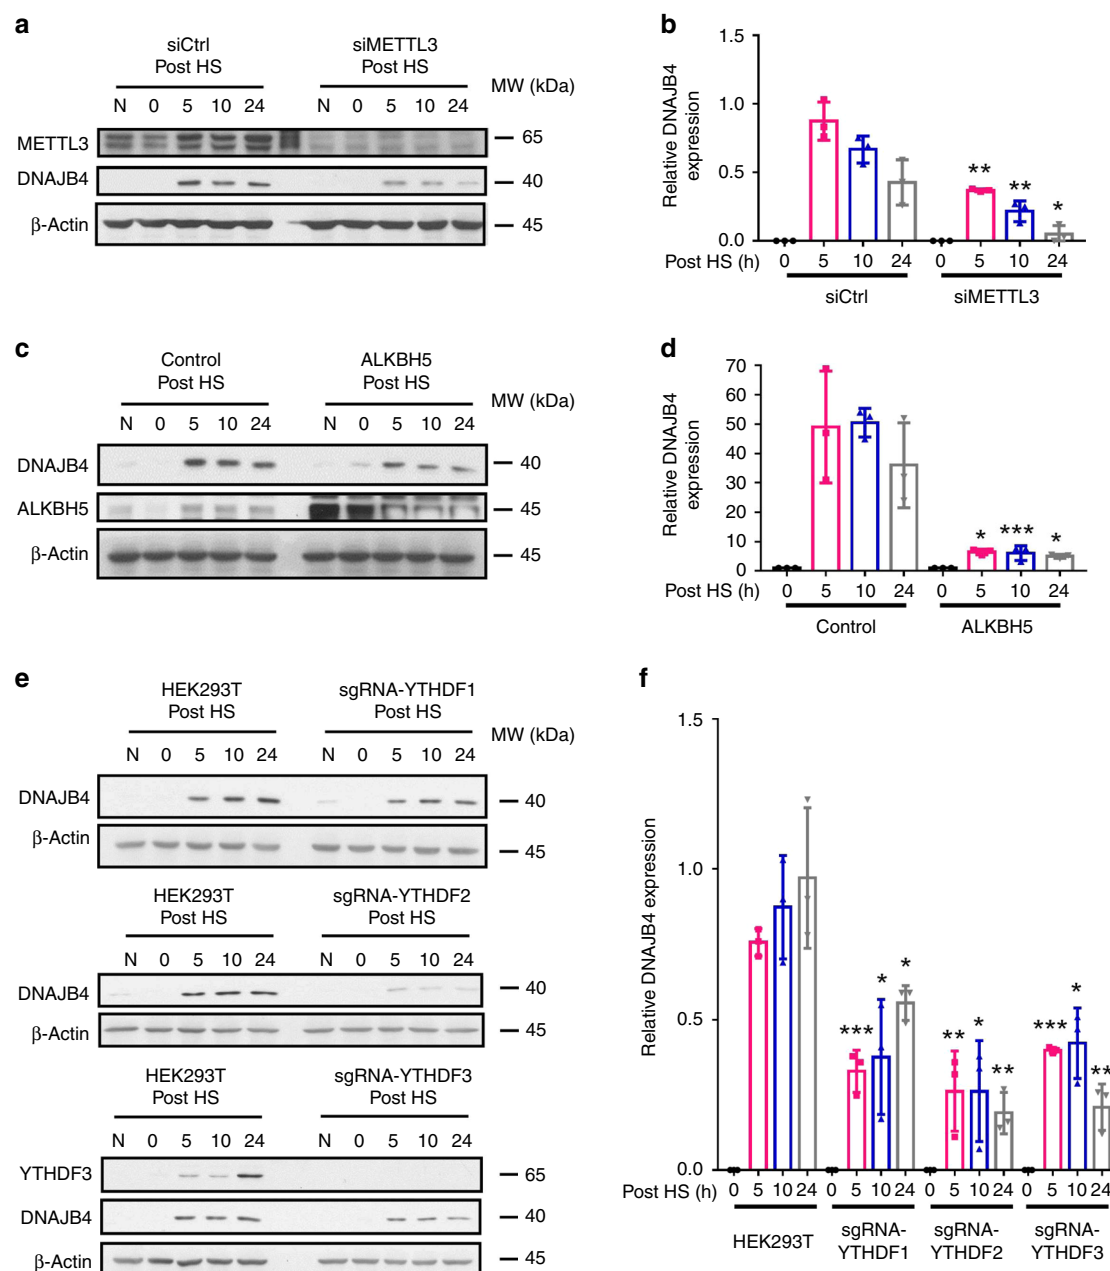 a
siCtrl
Post HS
siMETTL3
Post HS
MW (kDa)
N 0 5 10 24 N 0 5 10 24
METTL3 65
DNAJB4 40
β-Actin 45
b
Relative DNAJB4
expression
1.5
1.0
0.5
0.0
** ** *
Post HS (h) 0 5 10 24 0 5 10 24
siCtrl siMETTL3
c
Control
Post HS
ALKBH5
Post HS
MW (kDa)
N 0 5 10 24 N 0 5 10 24
DNAJB4 40
ALKBH5 45
β-Actin 45
d
Relative DNAJB4
expression
70
60
50
40
30
20
10
0
* *** *
Post HS (h) 0 5 10 24 0 5 10 24
Control ALKBH5
e
HEK293T
Post HS
sgRNA-YTHDF1
Post HS
MW (kDa)
N 0 5 10 24 N 0 5 10 24
DNAJB4 40
β-Actin 45
HEK293T
Post HS
sgRNA-YTHDF2
Post HS
N 0 5 10 24 N 0 5 10 24
DNAJB4 40
β-Actin 45
HEK293T
Post HS
sgRNA-YTHDF3
Post HS
N 0 5 10 24 N 0 5 10 24
YTHDF3 65
DNAJB4 40
β-Actin 45
f
Relative DNAJB4 expression
1.5
1.0
0.5
0.0
*** * * ** * ** *** * **
Post HS (h) 0 5 10 24 0 5 10 24 0 5 10 24 0 5 10 24
HEK293T
sgRNA-
YTHDF1
sgRNA-
YTHDF2
sgRNA-
YTHDF3